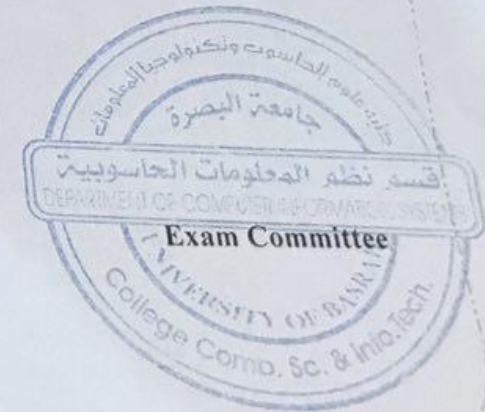 كلية علوم الحاسوب وتكنولوجيا المعلومات
جامعة البصرة
قسم نظم المعلومات الحاسوبية
DEPARTMENT OF COMPUTER INFORMATION SYSTEMS
Exam Committee
UNIVERSITY OF BASRAH
College Comp. Sc. & Info. Tech.